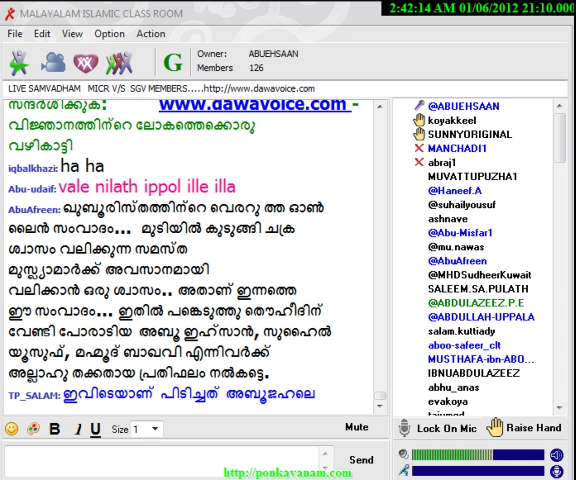 2:42:14 AM 01/06/2012 21:10.000
MALAYALAM ISLAMIC CLASS ROOM
File Edit View Option Action
G
Owner: ABUEHSAAN
Members 126
LIVE SAMVADHAM MICR V/S SGV MEMBERS.....http://www.dawavoice.com
സന്ദർശിക്കുക: www.dawavoice.com -
വിജ്ഞാനത്തിന്റെ ലോകത്തെക്കൊരു
വഴികാട്ടി
iqbalkhazi: ha ha
Abu-udaif: vale nilath ippol ille illa
AbuAfreen: ഖുബൂരിസ്തത്തിന്റെ വെററു ത്ത ഓൺ
ലൈൻ സംവാദം... മുടിയിൽ കുടുങ്ങി ചക്ര
ശ്വാസം വലിക്കുന്ന സമസ്ത
മുസ്ല്യാമാർക്ക് അവസാനമായി
വലിക്കാൻ ഒരു ശ്വാസം.. അതാണ് ഇന്നത്തെ
ഈ സംവാദം... ഇതിൽ പങ്കെടുത്തു തൌഹീദിന്
വേണ്ടി പോരാടിയ അബൂ ഇഹ്സാൻ, സുഹൈൽ
യൂസുഫ്, മഹ്മൂദ് ബാഖവി എന്നിവർക്ക്
അല്ലാഹു തക്കതായ പ്രതിഫലം നൽകട്ടെ.
TP_SALAM: ഇവിടെയാണ് പിടിച്ചത് അബൂജഹലെ
@ABUEHSAAN
koyakkeel
SUNNYORIGINAL
MANCHADI1
abraj1
MUVATTUPUZHA1
@Haneef.A
@suhailyousuf
ashnave
@Abu-Misfar1
@mu.nawas
@AbuAfreen
@MHDSudheerKuwait
SALEEM.SA.PULATH
@ABDULAZEEZ.P.E
@ABDULLAH-UPPALA
salam.kuttiady
aboo-safeer_clt
MUSTHAFA-ibn-ABO...
IBNUABDULAZEEZ
abhu_anas
evakoya
tajumgd
B I U Size 1 Mute
Lock On Mic Raise Hand
Send
http://ponkavanam.com/